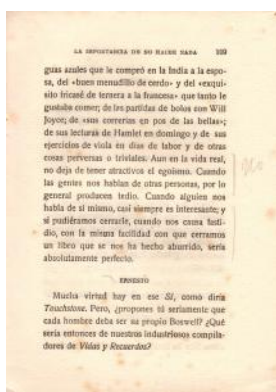 LA IMPORTANCIA DE NO HACER NADA
guas azules que le compró en la India a la espo-
sa, del «buen menudillo de cerdo» y del «exqui-
sito fricasé de ternera a la francesa» que tanto le
gustaba comer; de las partidas de bolos con Will
Joyce; de «sus correrías en pos de las bellas»;
de sus lecturas de Hamlet en domingo y de sus
ejercicios de viola en días de labor y de otras
cosas perversas o triviales. Aun en la vida real,
no deja de tener atractivos el egoísmo. Cuando
las gentes nos hablan de otras personas, por lo
general producen tedio. Cuando alguien nos
habla de sí mismo, casi siempre es interesante; y
si pudiéramos cerrarle, cuando nos causa fasti-
dio, con la misma facilidad con que cerramos
un libro que se nos ha hecho aburrido, sería
absolutamente perfecto.
ERNESTO
Mucha virtud hay en ese Sí, como diría
Touchstone. Pero, ¿propones tú seriamente que
cada hombre deba ser su propio Boswell? ¿Qué
sería entonces de nuestros industriosos compila-
dores de Vidas y Recuerdos?